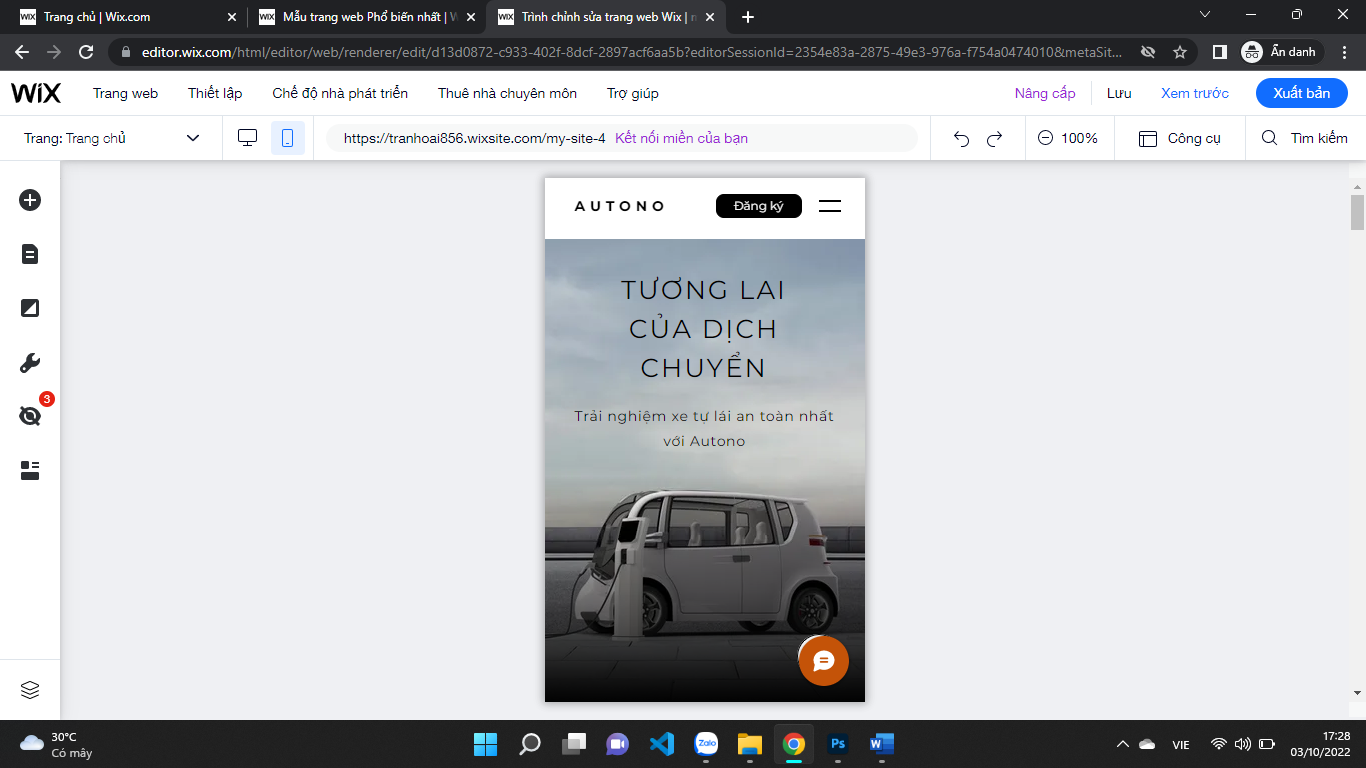 WIX Trang chủ | Wix.com
WIX Mẫu trang web Phổ biến nhất | W
WIX Trình chỉnh sửa trang web Wix | n
editor.wix.com/html/editor/web/renderer/edit/d13d0872-c933-402f-8dcf-2897acf6aa5b?editorSessionId=2354e83a-2875-49e3-976a-f754a0474010&metaSit...
Ẩn danh
WIX Trang web Thiết lập Chế độ nhà phát triển Thuê nhà chuyên môn Trợ giúp Nâng cấp Lưu Xem trước Xuất bản
Trang: Trang chủ https://tranhoai856.wixsite.com/my-site-4 Kết nối miền của bạn 100% Công cụ Tìm kiếm
AUTONO Đăng ký
TƯƠNG LAI
CỦA DỊCH
CHUYỂN
Trải nghiệm xe tự lái an toàn nhất
với Autono
3
30°C
Có mây
Zalo
Ps
W
VIE
17:28
03/10/2022